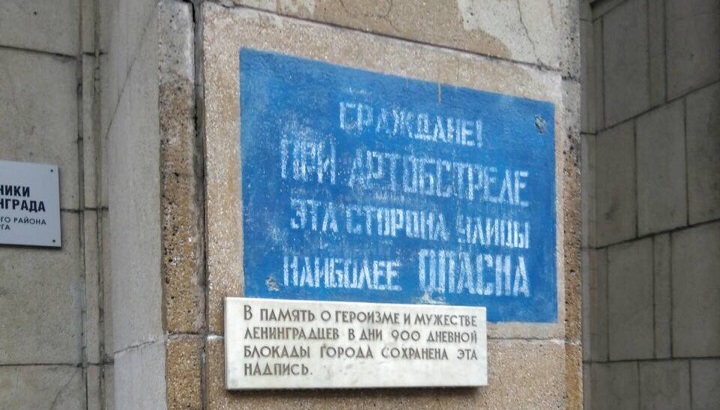 НИКИ
НГРАДА
ГО РАЙОНА
РГА
ГРАЖДАНЕ!
ПРИ АРТОБСТРЕЛЕ
ЭТА СТОРОНА УЛИЦЫ
НАИБОЛЕЕ ОПАСНА
В ПАМЯТЬ О ГЕРОИЗМЕ И МУЖЕСТВЕ
ЛЕНИНГРАДЦЕВ В ДНИ 900 ДНЕВНОЙ
БЛОКАДЫ ГОРОДА СОХРАНЕНА ЭТА
НАДПИСЬ.